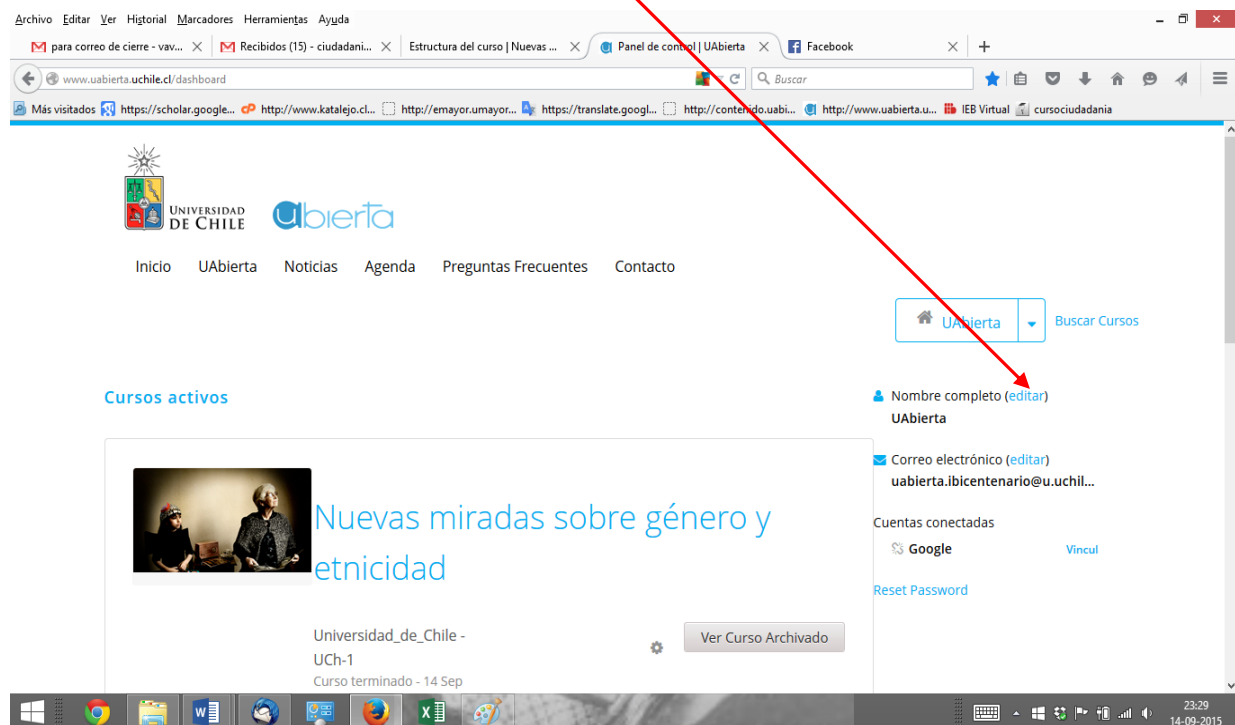 Archivo Editar Ver Historial Marcadores Herramientas Ayuda
para correo de cierre - vav... Recibidos (15) - ciudadani... Estructura del curso | Nuevas ... Panel de control | UAbierta Facebook
www.uabierta.uchile.cl/dashboard Buscar
Más visitados https://scholar.google... http://www.katalejo.cl... http://emayor.umayor... https://translate.googl... http://contenido.uabi... http://www.uabierta.u... IEB Virtual cursociudadania
UNIVERSIDAD
DE CHILE
Ubierta
Inicio UAbierta Noticias Agenda Preguntas Frecuentes Contacto
UAbierta Buscar Cursos
Cursos activos
Nombre completo (editar)
UAbierta
Correo electrónico (editar)
uabierta.ibicentenario@u.uchil...
Cuentas conectadas
Google Vincul
Reset Password
Nuevas miradas sobre género y
etnicidad
Universidad_de_Chile -
UCh-1
Curso terminado - 14 Sep
Ver Curso Archivado
23:29
14-09-2015